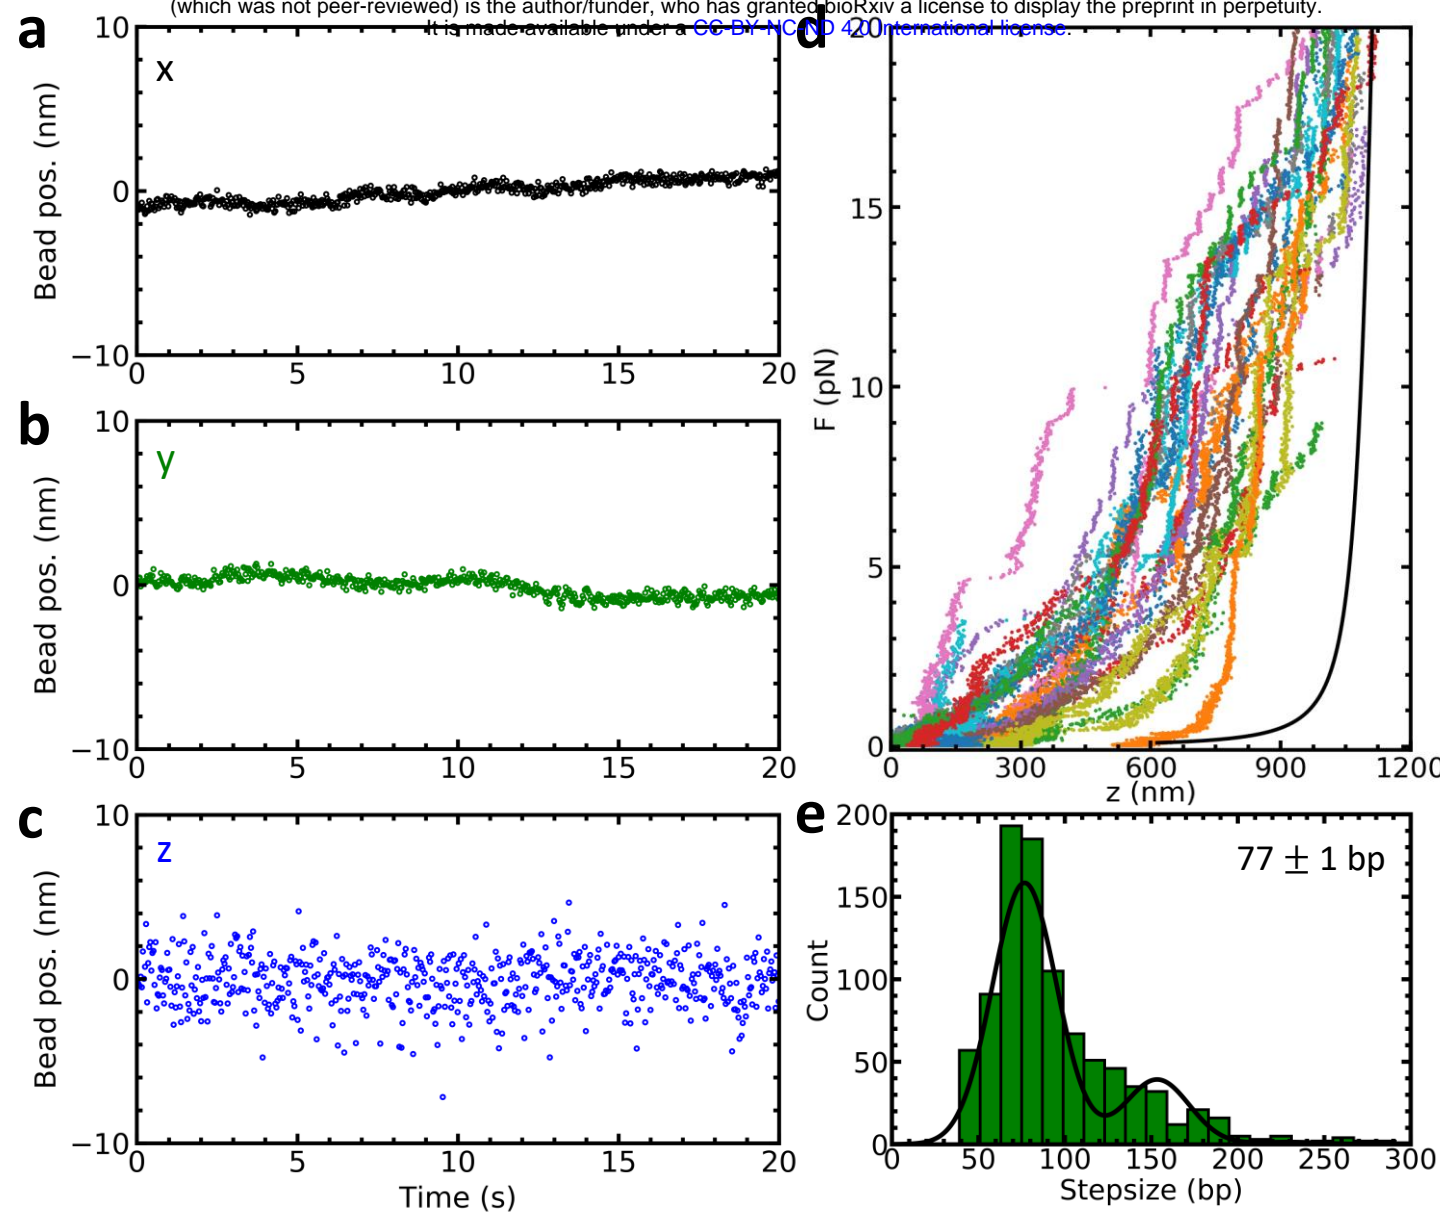 (which was not peer-reviewed) is the author/funder, who has granted bioRxiv a license to display the preprint in perpetuity.
It is made available under a CC-BY-NC-ND 4.0 International license.
a
10
0
−10
Bead pos. (nm)
x
0 5 10 15 20
b
10
0
−10
Bead pos. (nm)
y
0 5 10 15 20
c
10
0
−10
Bead pos. (nm)
z
0 5 10 15 20
Time (s)
d
20
15
10
5
0
F (pN)
0 300 600 900 1200
z (nm)
e
200
150
100
50
0
Count
77 ± 1 bp
0 50 100 150 200 250 300
Stepsize (bp)